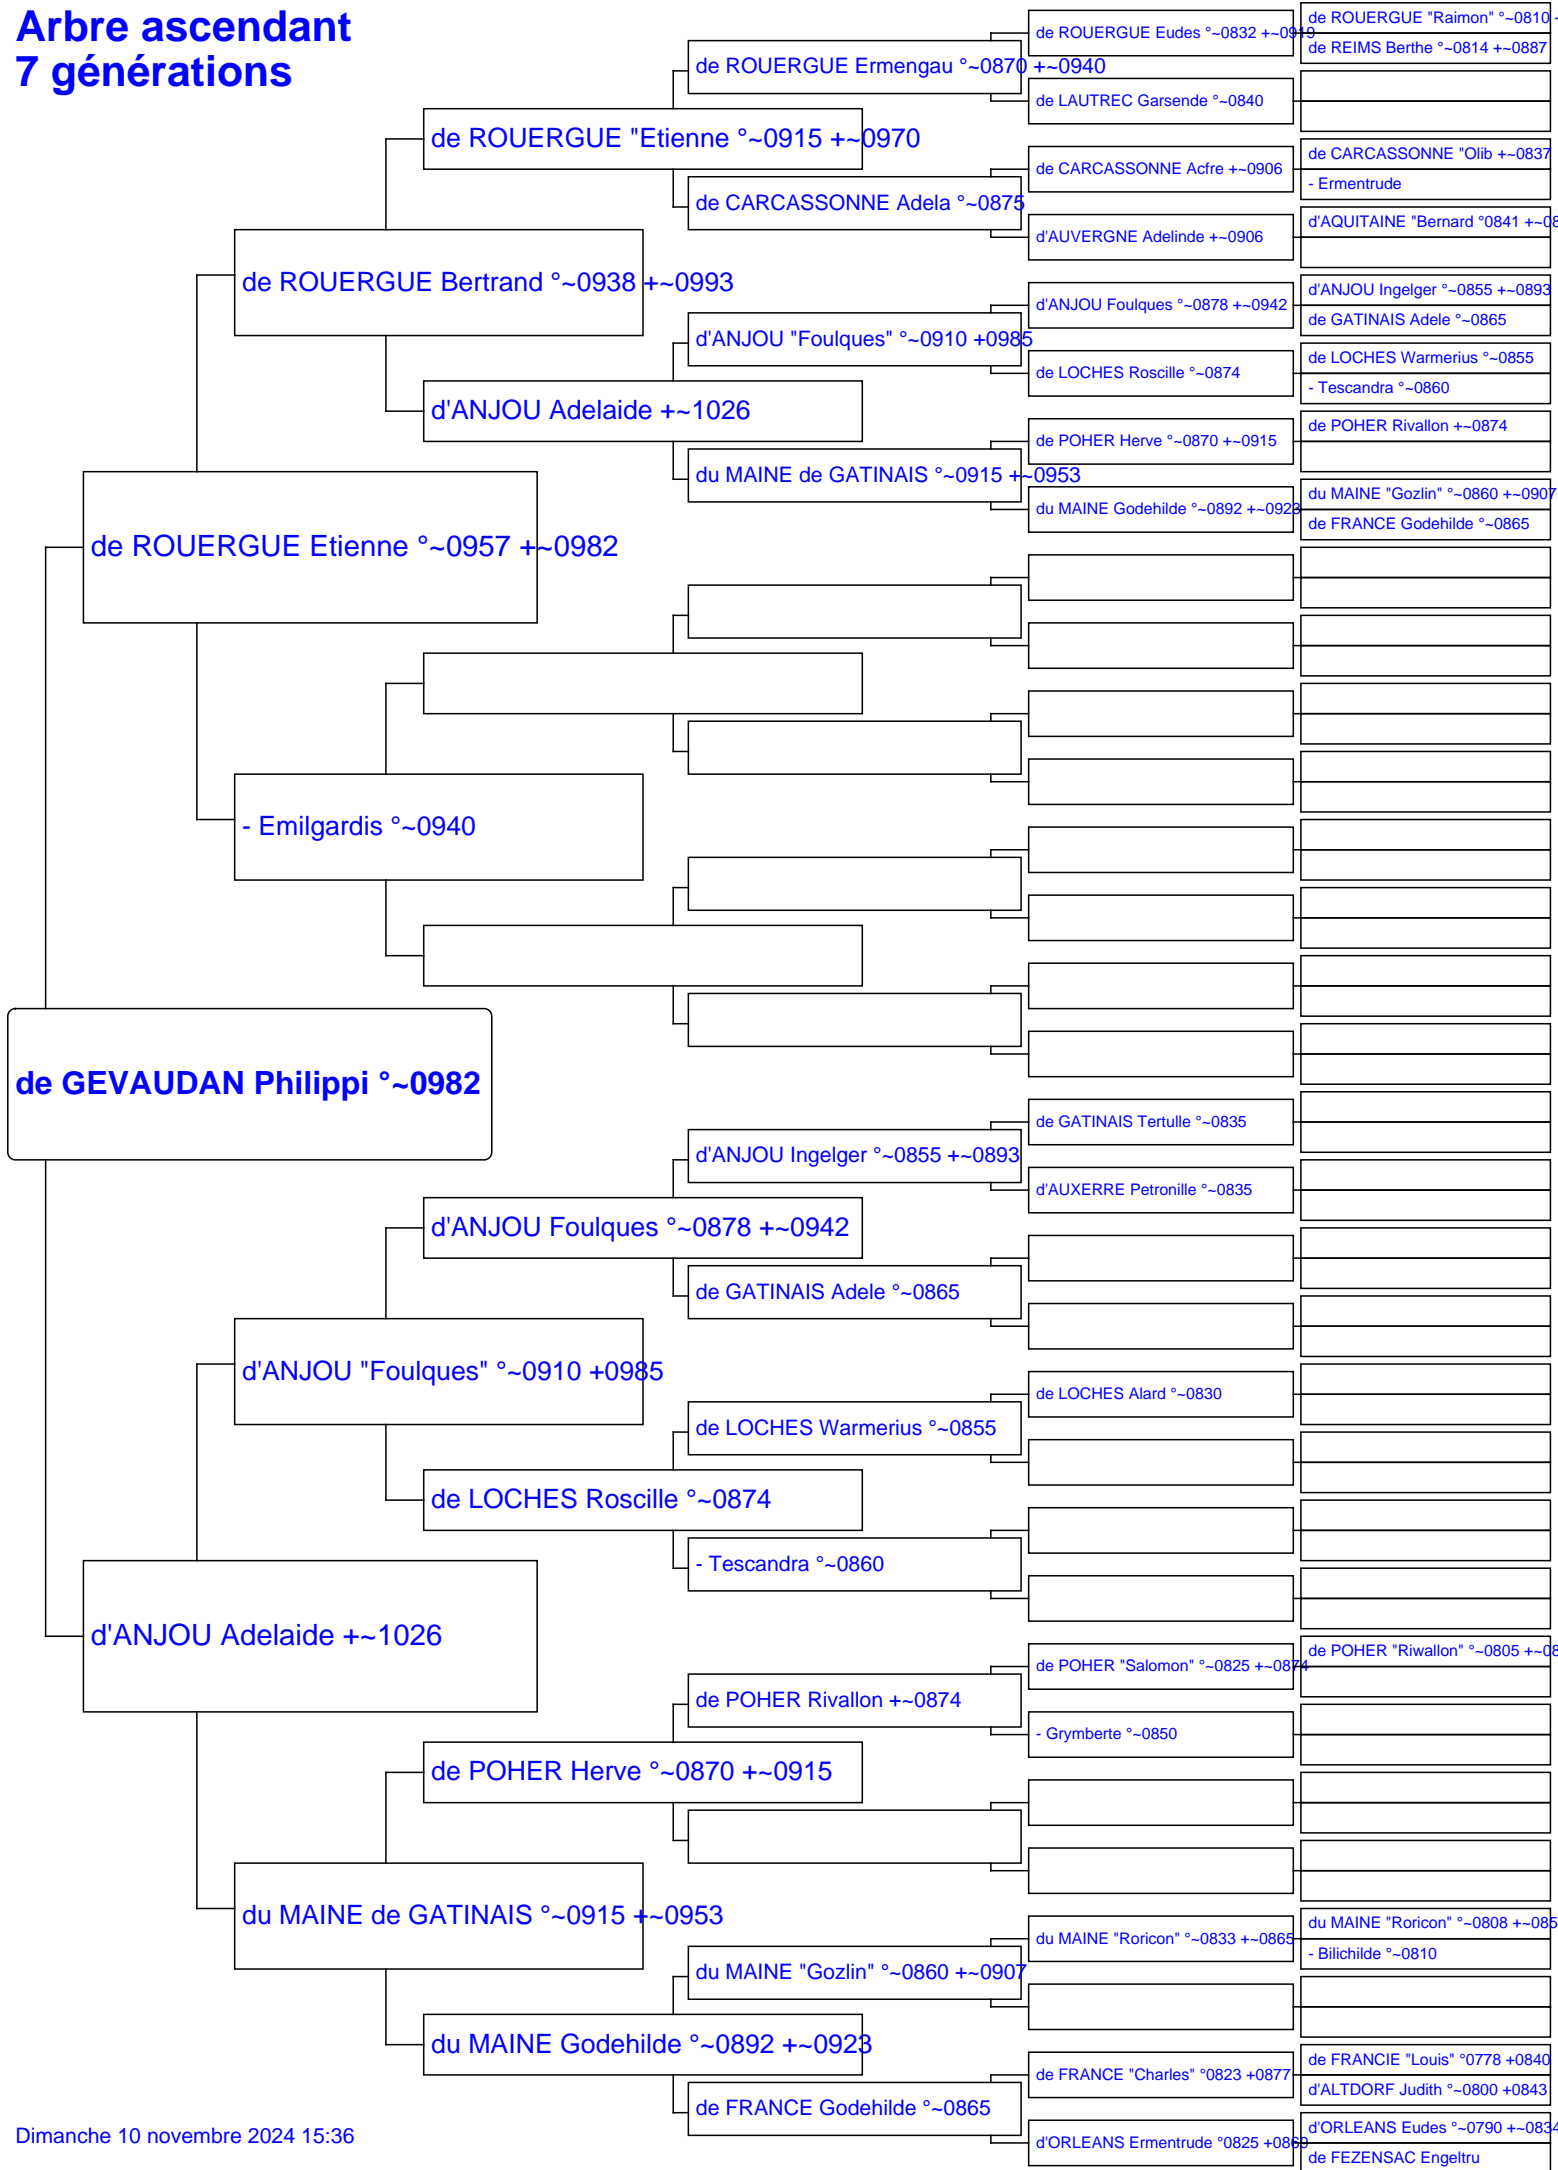 Arbre ascendant
7 générations
de GEVAUDAN Philippi °~0982
de ROUERGUE Etienne °~0957 +~0982
d'ANJOU Adelaide +~1026
de ROUERGUE Bertrand °~0938 +~0993
- Emilgardis °~0940
d'ANJOU "Foulques" °~0910 +0985
du MAINE de GATINAIS °~0915 +~0953
de ROUERGUE "Etienne °~0915 +~0970
d'ANJOU Adelaide +~1026
d'ANJOU Foulques °~0878 +~0942
de LOCHES Roscille °~0874
de POHER Herve °~0870 +~0915
du MAINE Godehilde °~0892 +~0923
de ROUERGUE Ermengau °~0870 +~0940
de CARCASSONNE Adela °~0875
d'ANJOU "Foulques" °~0910 +0985
du MAINE de GATINAIS °~0915 +~0953
d'ANJOU Ingelger °~0855 +~0893
de GATINAIS Adele °~0865
de LOCHES Warmerius °~0855
- Tescandra °~0860
de POHER Rivallon +~0874
du MAINE "Gozlin" °~0860 +~0907
de FRANCE Godehilde °~0865
de ROUERGUE Eudes °~0832 +~0919
de LAUTREC Garsende °~0840
de CARCASSONNE Acfre +~0906
d'AUVERGNE Adelinde +~0906
d'ANJOU Foulques °~0878 +~0942
de LOCHES Roscille °~0874
de POHER Herve °~0870 +~0915
du MAINE Godehilde °~0892 +~0923
de GATINAIS Tertulle °~0835
d'AUXERRE Petronille °~0835
de LOCHES Alard °~0830
de POHER "Salomon" °~0825 +~0874
- Grymberte °~0850
du MAINE "Roricon" °~0833 +~0865
de FRANCE "Charles" °0823 +0877
d'ORLEANS Ermentrude °0825 +0869
de ROUERGUE "Raimon" °~0810 +
de REIMS Berthe °~0814 +~0887
de CARCASSONNE "Olib +~0837
- Ermentrude
d'AQUITAINE "Bernard °0841 +~08
d'ANJOU Ingelger °~0855 +~0893
de GATINAIS Adele °~0865
de LOCHES Warmerius °~0855
- Tescandra °~0860
de POHER Rivallon +~0874
du MAINE "Gozlin" °~0860 +~0907
de FRANCE Godehilde °~0865
de POHER "Riwallon" °~0805 +~08
du MAINE "Roricon" °~0808 +~085
- Bilichilde °~0810
de FRANCIE "Louis" °0778 +0840
d'ALTDORF Judith °~0800 +0843
d'ORLEANS Eudes °~0790 +~0834
de FEZENSAC Engeltru
Dimanche 10 novembre 2024 15:36